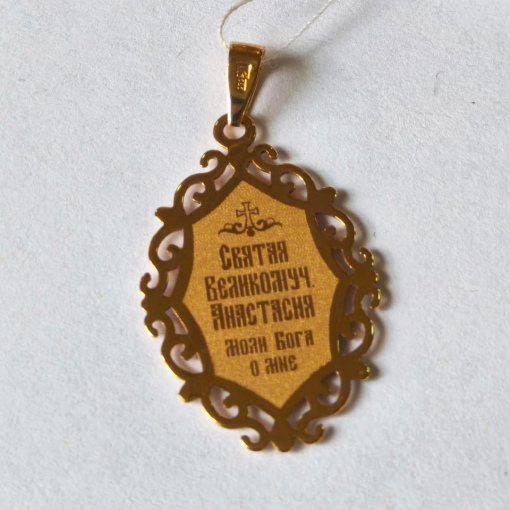 Святая
Великомуч.
Анастасия
моли Бога
о мне